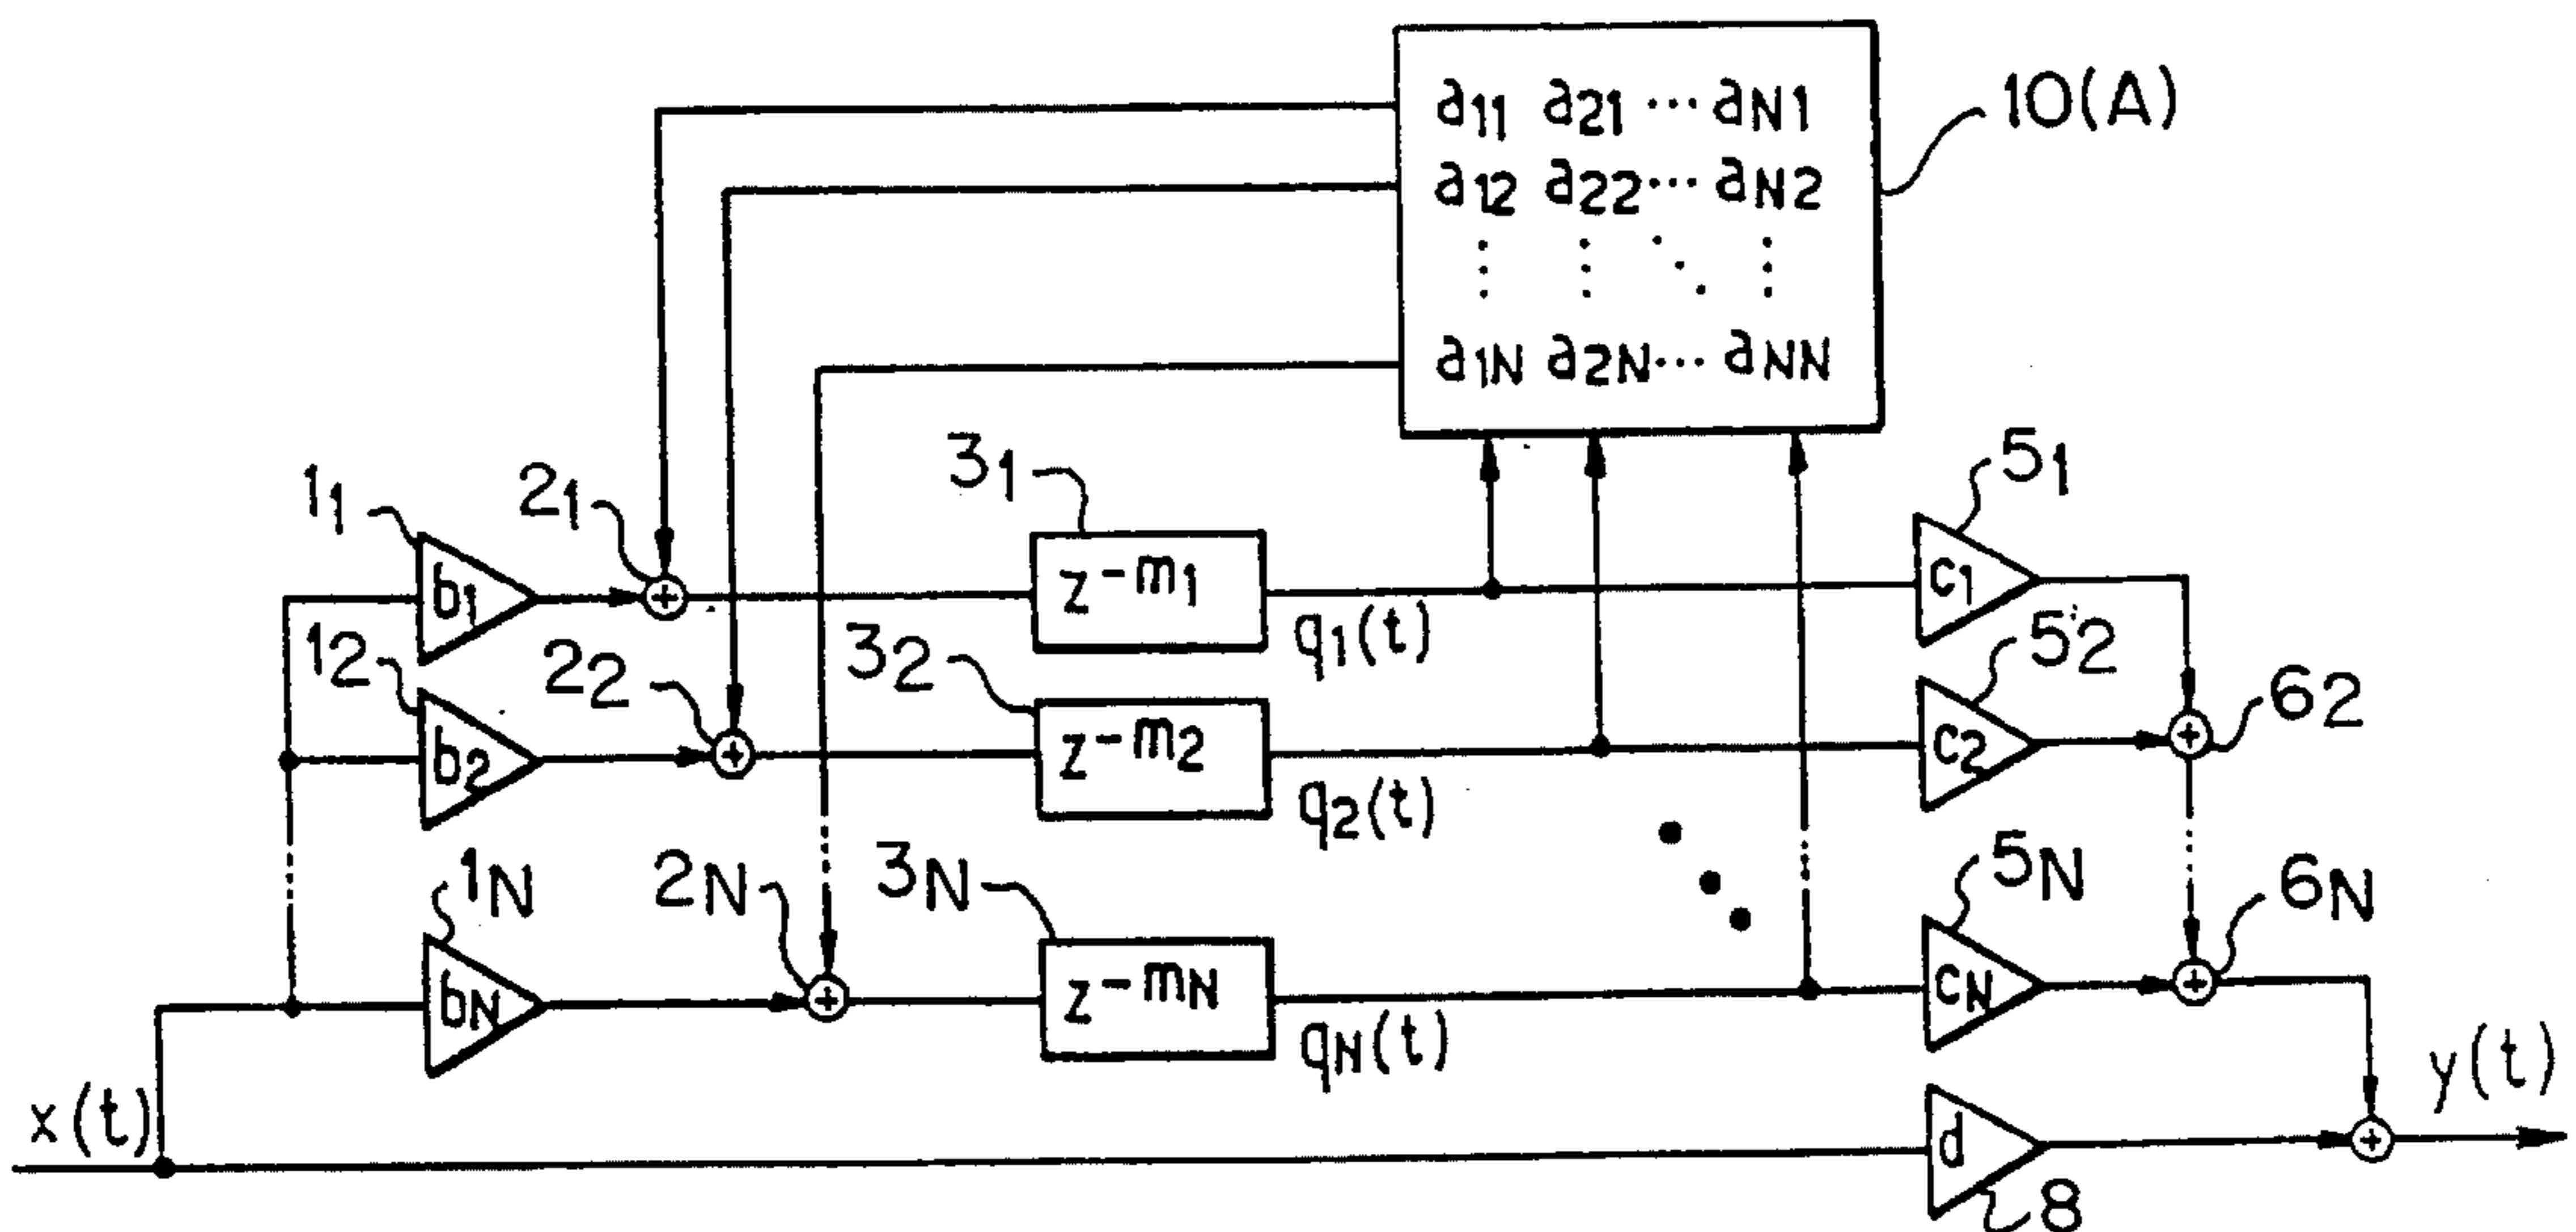 a11 a21 ... aN1
a12 a22 ... aN2
a1N a2N ... aNN
10(A)
11
21
31
51
b1
z-m1
q1(t)
c1
12
22
32
52
62
b2
z-m2
q2(t)
c2
1N
2N
3N
5N
6N
bN
z-mN
qN(t)
cN
x(t)
y(t)
d
8